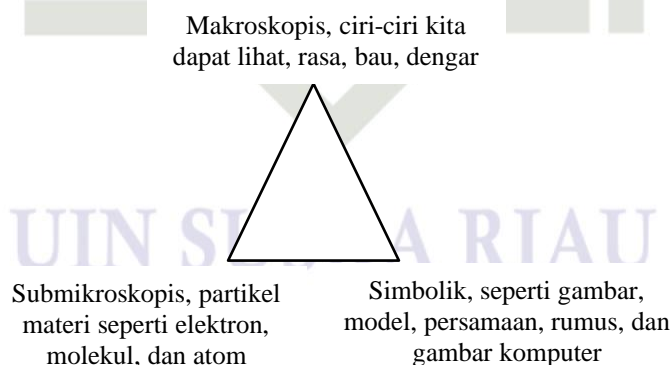 Makroskopis, ciri-ciri kita
dapat lihat, rasa, bau, dengar
UIN S A RIAU
Submikroskopis, partikel
materi seperti elektron,
molekul, dan atom
Simbolik, seperti gambar,
model, persamaan, rumus, dan
gambar komputer